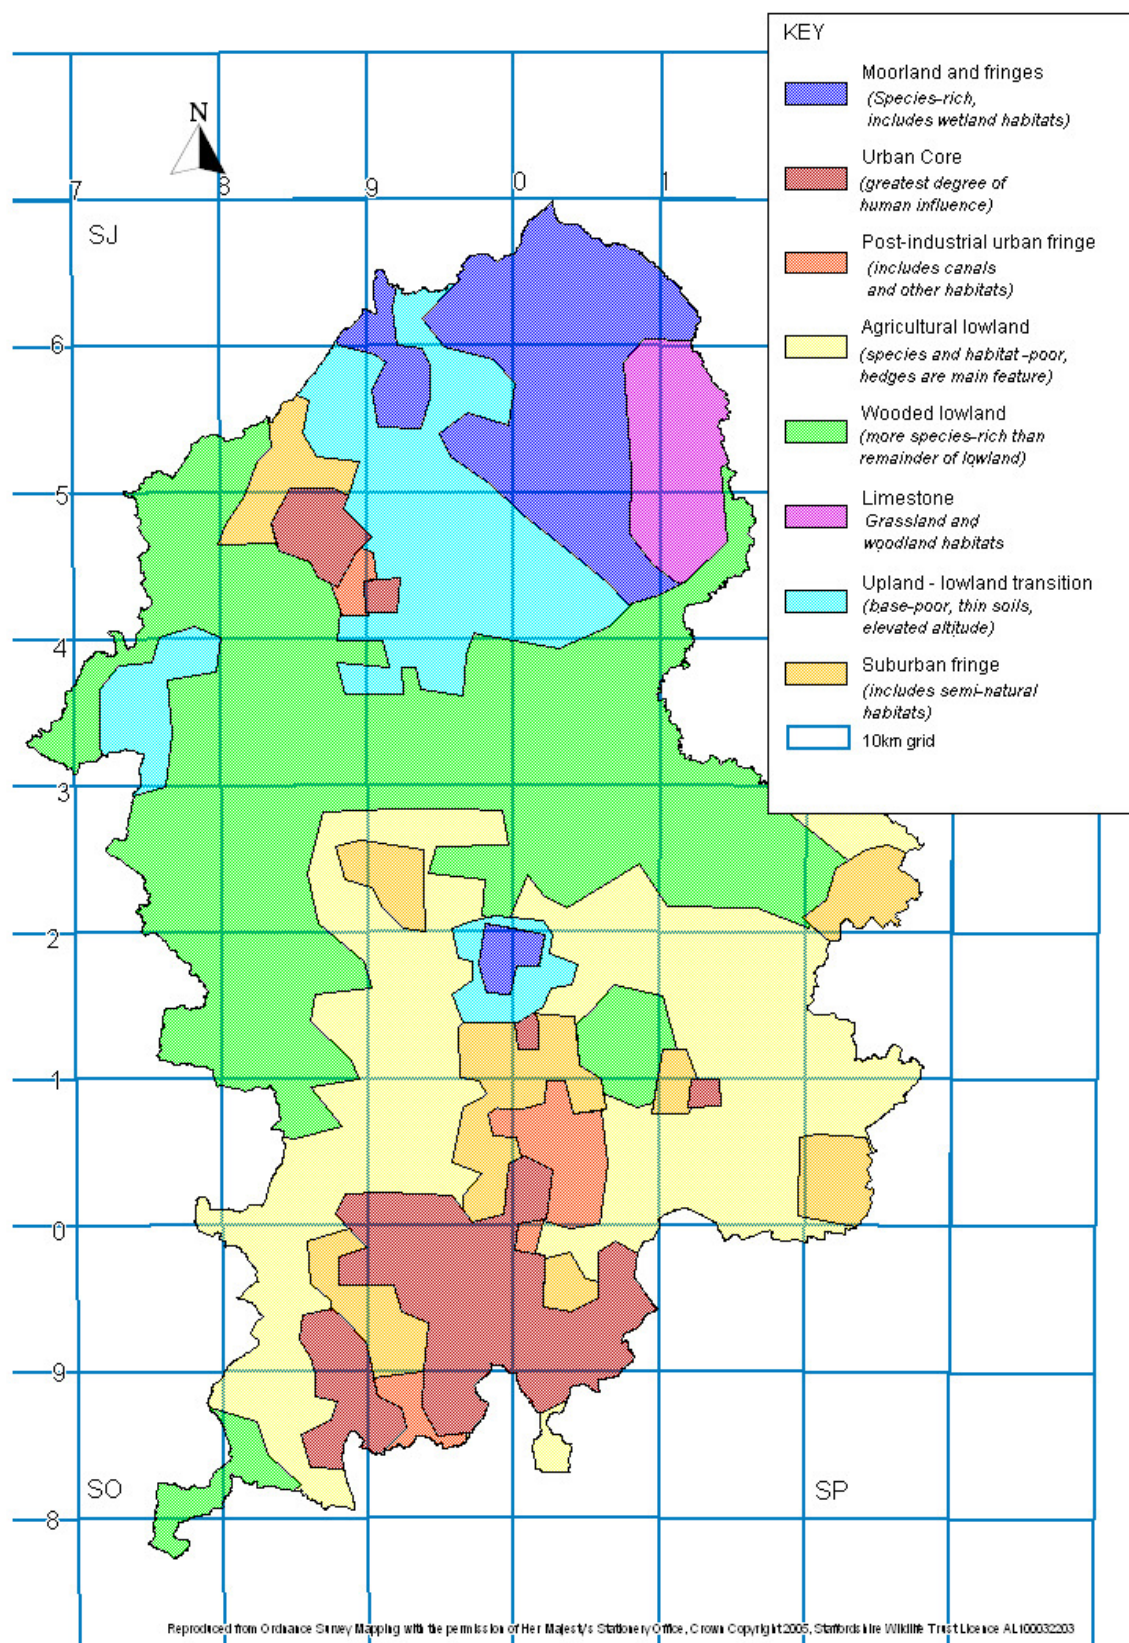 KEY
Moorland and fringes
(Species-rich,
includes wetland habitats)
Urban Core
(greatest degree of
human influence)
Post-industrial urban fringe
(includes canals
and other habitats)
Agricultural lowland
(species and habitat-poor,
hedges are main feature)
Wooded lowland
(more species-rich than
remainder of lowland)
Limestone
Grassland and
woodland habitats
Upland - lowland transition
(base-poor, thin soils,
elevated altitude)
Suburban fringe
(includes semi-natural
habitats)
10km grid
N
7 8 9 0 1
SJ
6
5
4
3
2
1
0
9
SO
SP
8
Reproduced from Ordnance Survey Mapping with the permission of Her Majesty's Stationery Office, Crown Copyright 2005, Staffordshire Wildlife Trust Licence AL100032203